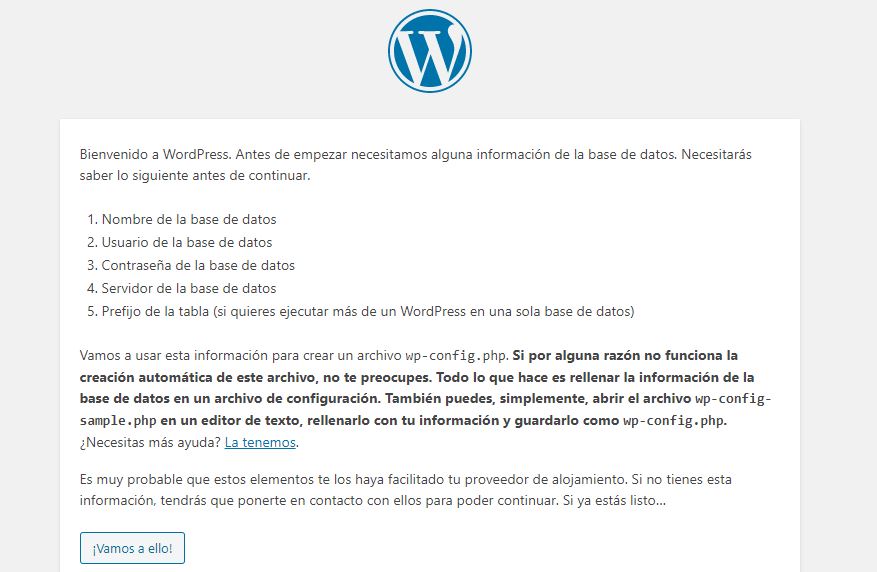 Bienvenido a WordPress. Antes de empezar necesitamos alguna información de la base de datos. Necesitarás
saber lo siguiente antes de continuar.
1. Nombre de la base de datos
2. Usuario de la base de datos
3. Contraseña de la base de datos
4. Servidor de la base de datos
5. Prefijo de la tabla (si quieres ejecutar más de un WordPress en una sola base de datos)
Vamos a usar esta información para crear un archivo wp-config.php. Si por alguna razón no funciona la
creación automática de este archivo, no te preocupes. Todo lo que hace es rellenar la información de la
base de datos en un archivo de configuración. También puedes, simplemente, abrir el archivo wp-config-
sample.php en un editor de texto, rellenarlo con tu información y guardarlo como wp-config.php.
¿Necesitas más ayuda? La tenemos.
Es muy probable que estos elementos te los haya facilitado tu proveedor de alojamiento. Si no tienes esta
información, tendrás que ponerte en contacto con ellos para poder continuar. Si ya estás listo…
¡Vamos a ello!